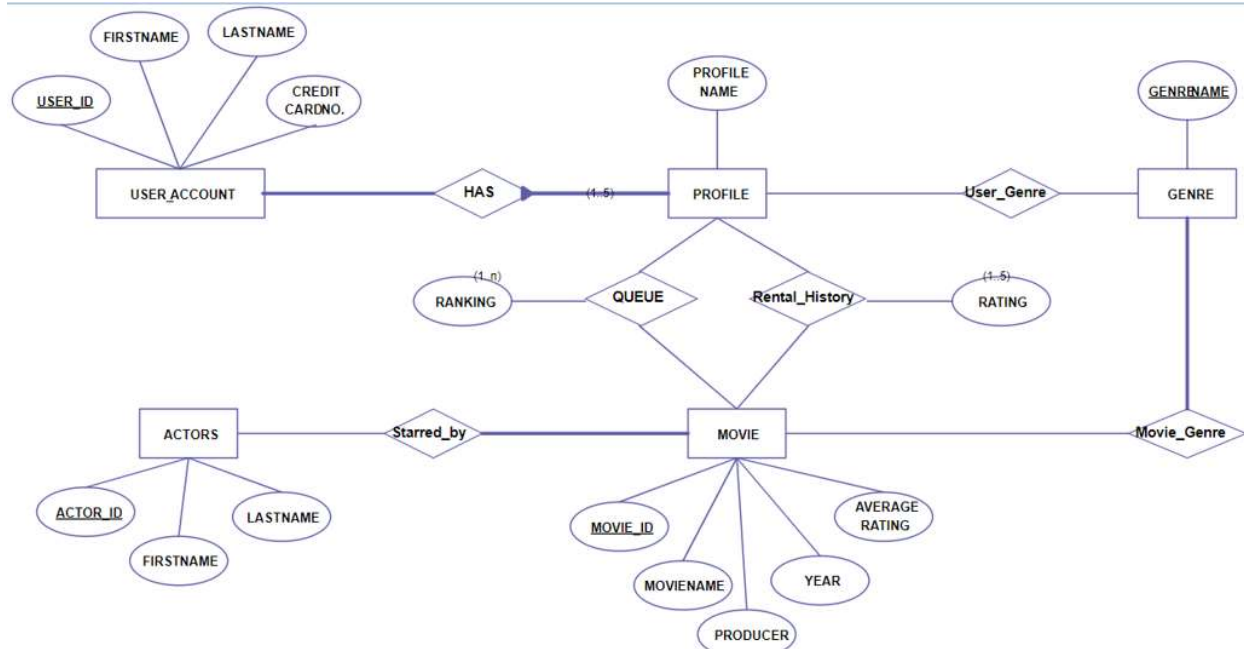 FIRSTNAME
LASTNAME
USER_ID
CREDIT
CARDNO.
PROFILE
NAME
GENRENAME
USER_ACCOUNT
HAS
(1..5)
PROFILE
User_Genre
GENRE
(1..n)
RANKING
QUEUE
Rental_History
(1..5)
RATING
ACTORS
Starred_by
MOVIE
Movie_Genre
ACTOR_ID
LASTNAME
FIRSTNAME
MOVIE_ID
AVERAGE
RATING
MOVIENAME
YEAR
PRODUCER